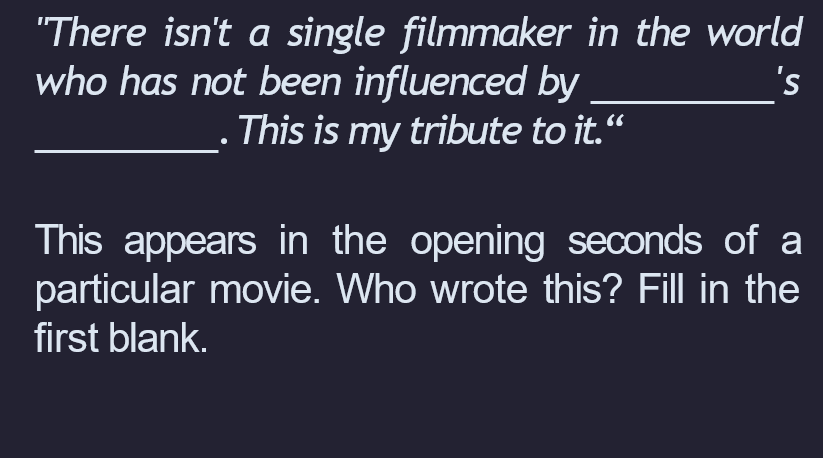 "There isn't a single filmmaker in the world
who has not been influenced by _________'s
_________. This is my tribute to it.“
This appears in the opening seconds of a
particular movie. Who wrote this? Fill in the
first blank.